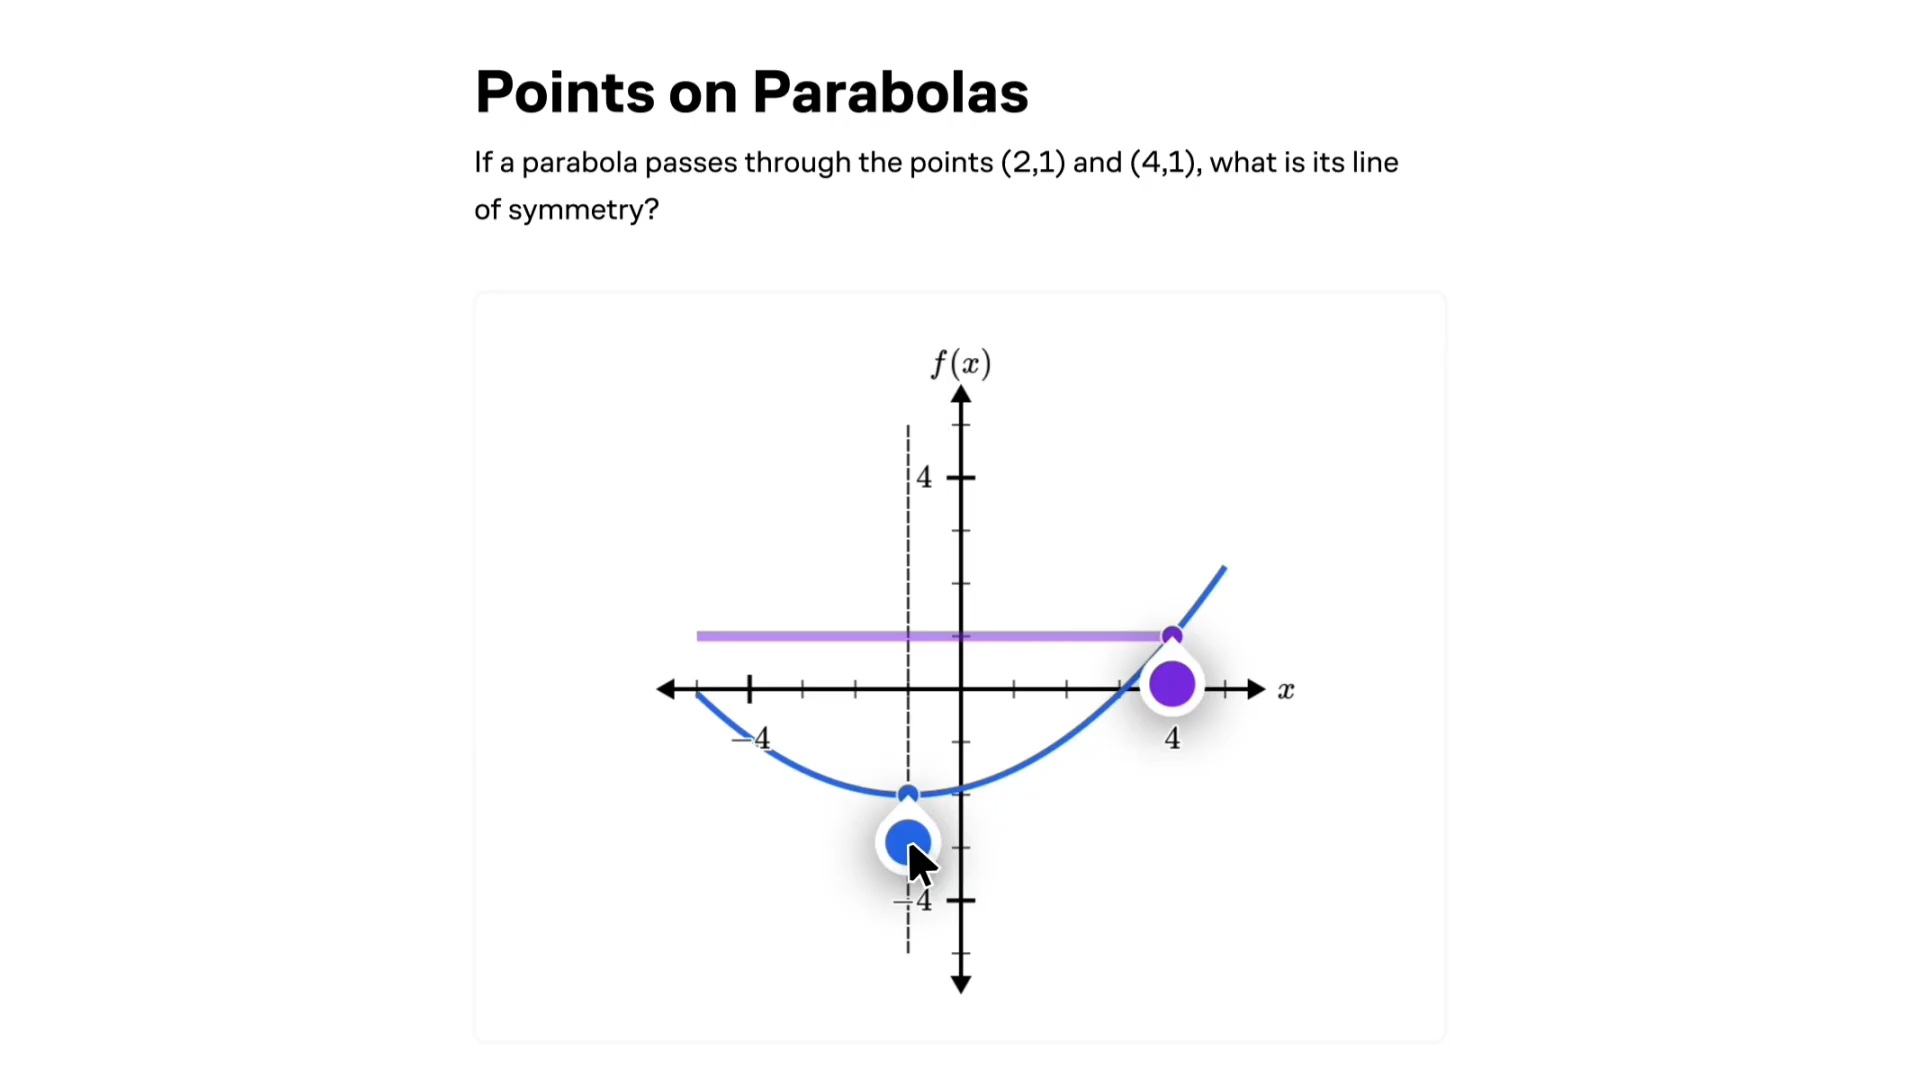 Points on Parabolas
If a parabola passes through the points (2,1) and (4,1), what is its line
of symmetry?
f(x)
4
x
−4
4
−4